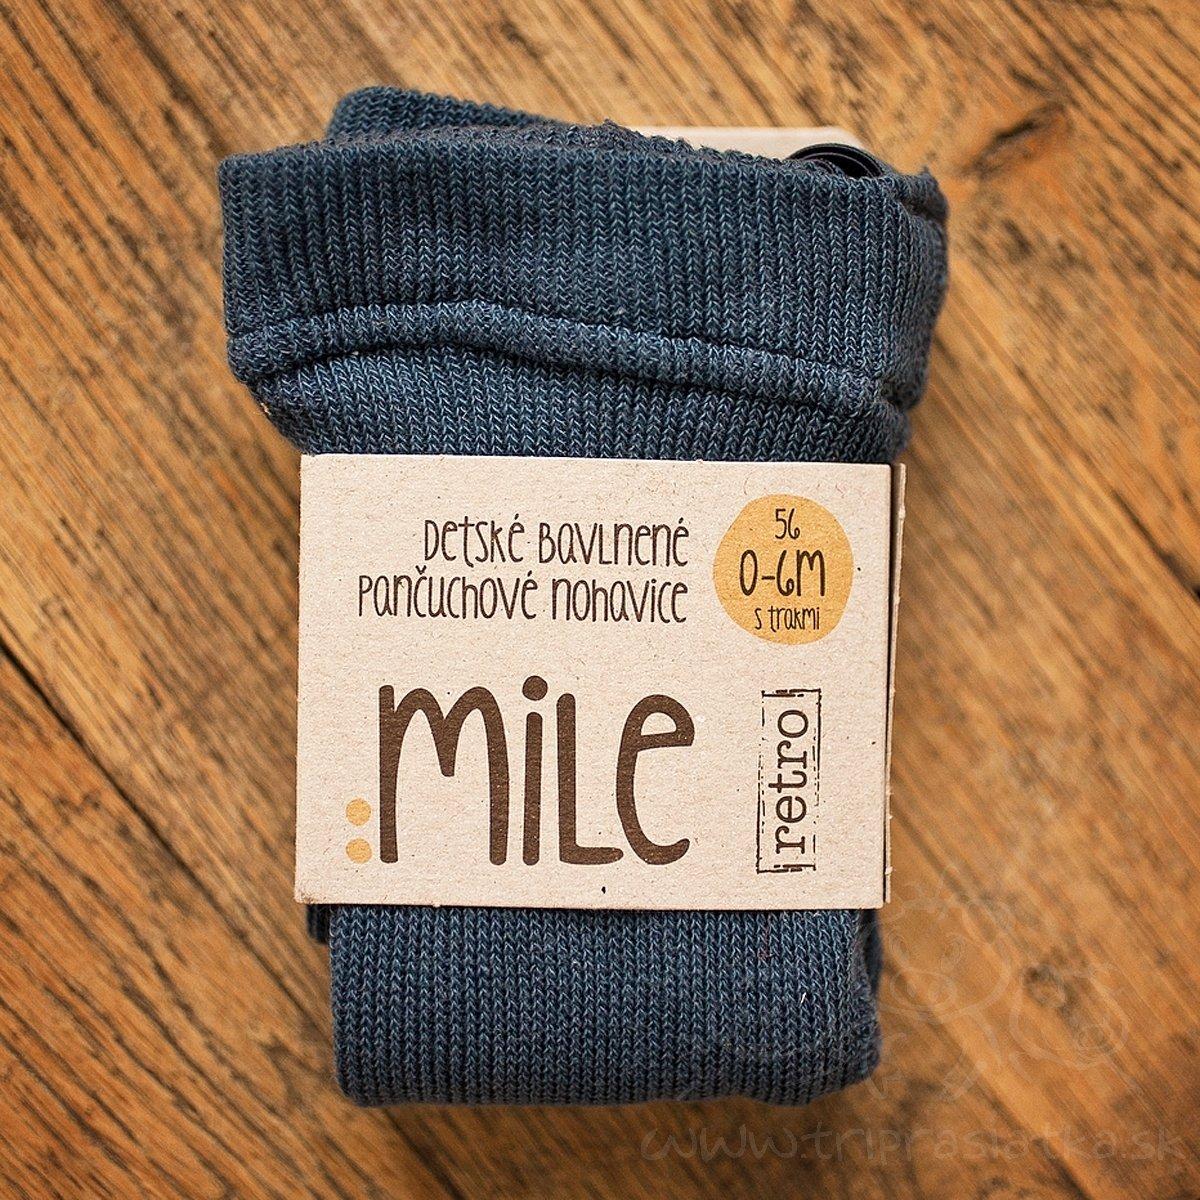 Detské bavlnené
pančuchové nohavice
56
0-6M
s trakmi
:mile
retro
www.triprasiatka.sk